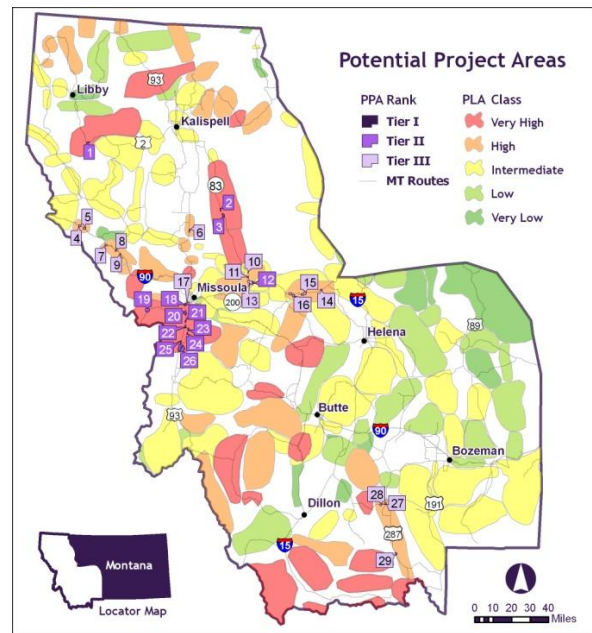 Potential Project Areas
PPA Rank
Tier I
Tier II
Tier III
MT Routes
PLA Class
Very High
High
Intermediate
Low
Very Low
93
Libby
Kalispell
2
1
83
2
3
5
4
6
8
7
9
10
11
12
90
17
Missoula
200
13
15
16
14
15
19
18
20
21
22
23
24
25
26
Helena
89
93
Butte
90
Bozeman
Dillon
28
27
191
287
15
29
Montana
Locator Map
0 10 20 30 40
Miles